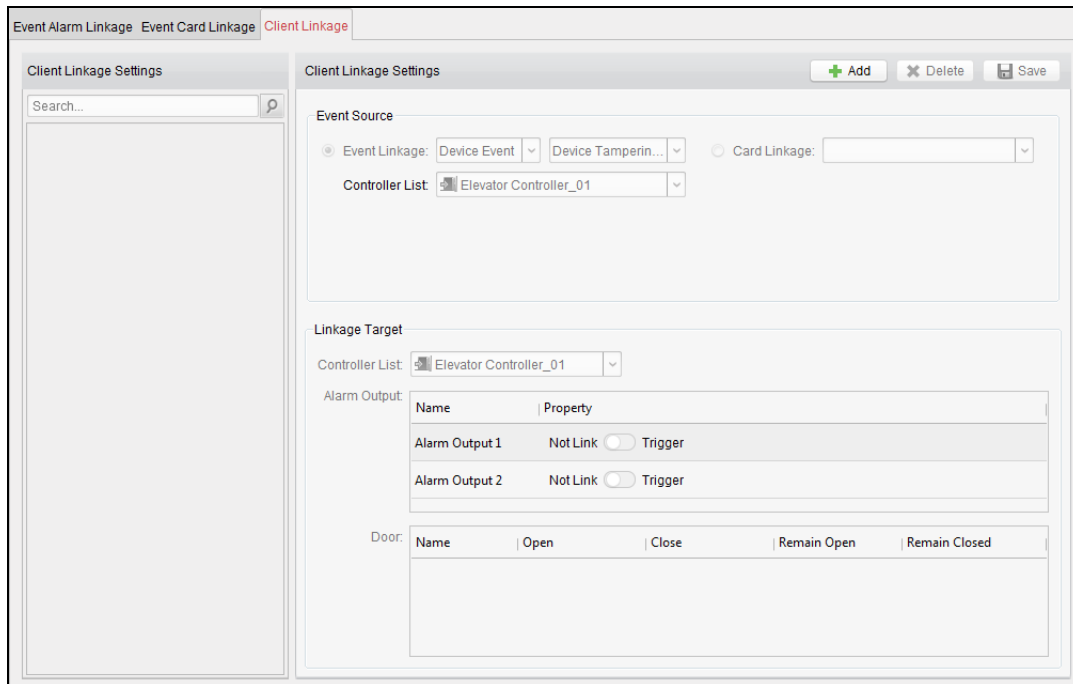 Event Alarm Linkage Event Card Linkage Client Linkage
Client Linkage Settings
Search...
Client Linkage Settings Add Delete Save
Event Source
Event Linkage: Device Event Device Tamperin... Card Linkage:
Controller List: Elevator Controller_01
Linkage Target
Controller List: Elevator Controller_01
Alarm Output:
Name Property
Alarm Output 1 Not Link Trigger
Alarm Output 2 Not Link Trigger
Door:
Name Open Close Remain Open Remain Closed